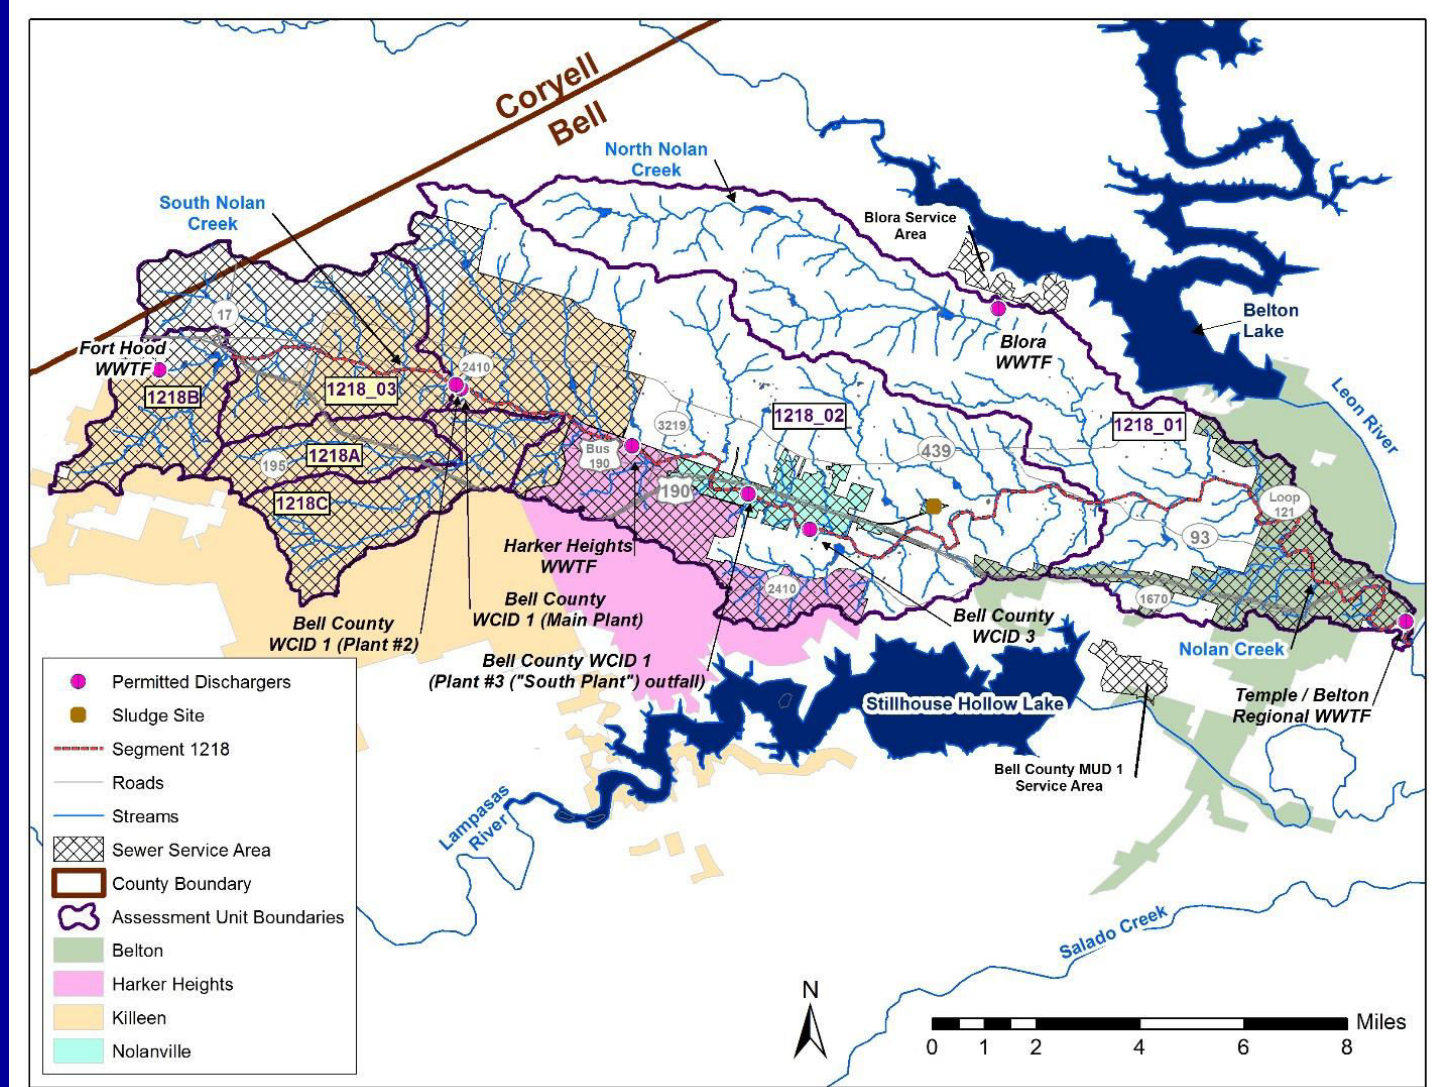 Coryell
Bell
North Nolan
Creek
South Nolan
Creek
Blora Service
Area
17
Belton
Lake
Fort Hood
WWTF
Blora
WWTF
2410
Leon River
1218B
1218_03
1218_02
1218_01
3219
Bus
190
439
195
1218A
1218C
190
Loop
121
93
Harker Heights
WWTF
2410
1670
Bell County
WCID 1 (Main Plant)
Bell County
WCID 3
Bell County
WCID 1 (Plant #2)
Nolan Creek
Bell County WCID 1
(Plant #3 ("South Plant") outfall)
Stillhouse Hollow Lake
Temple / Belton
Regional WWTF
Bell County MUD 1
Service Area
Lampasas
River
Salado Creek
Permitted Dischargers
Sludge Site
Segment 1218
Roads
Streams
Sewer Service Area
County Boundary
Assessment Unit Boundaries
Belton
Harker Heights
Killeen
Nolanville
N
Miles
0 1 2 4 6 8